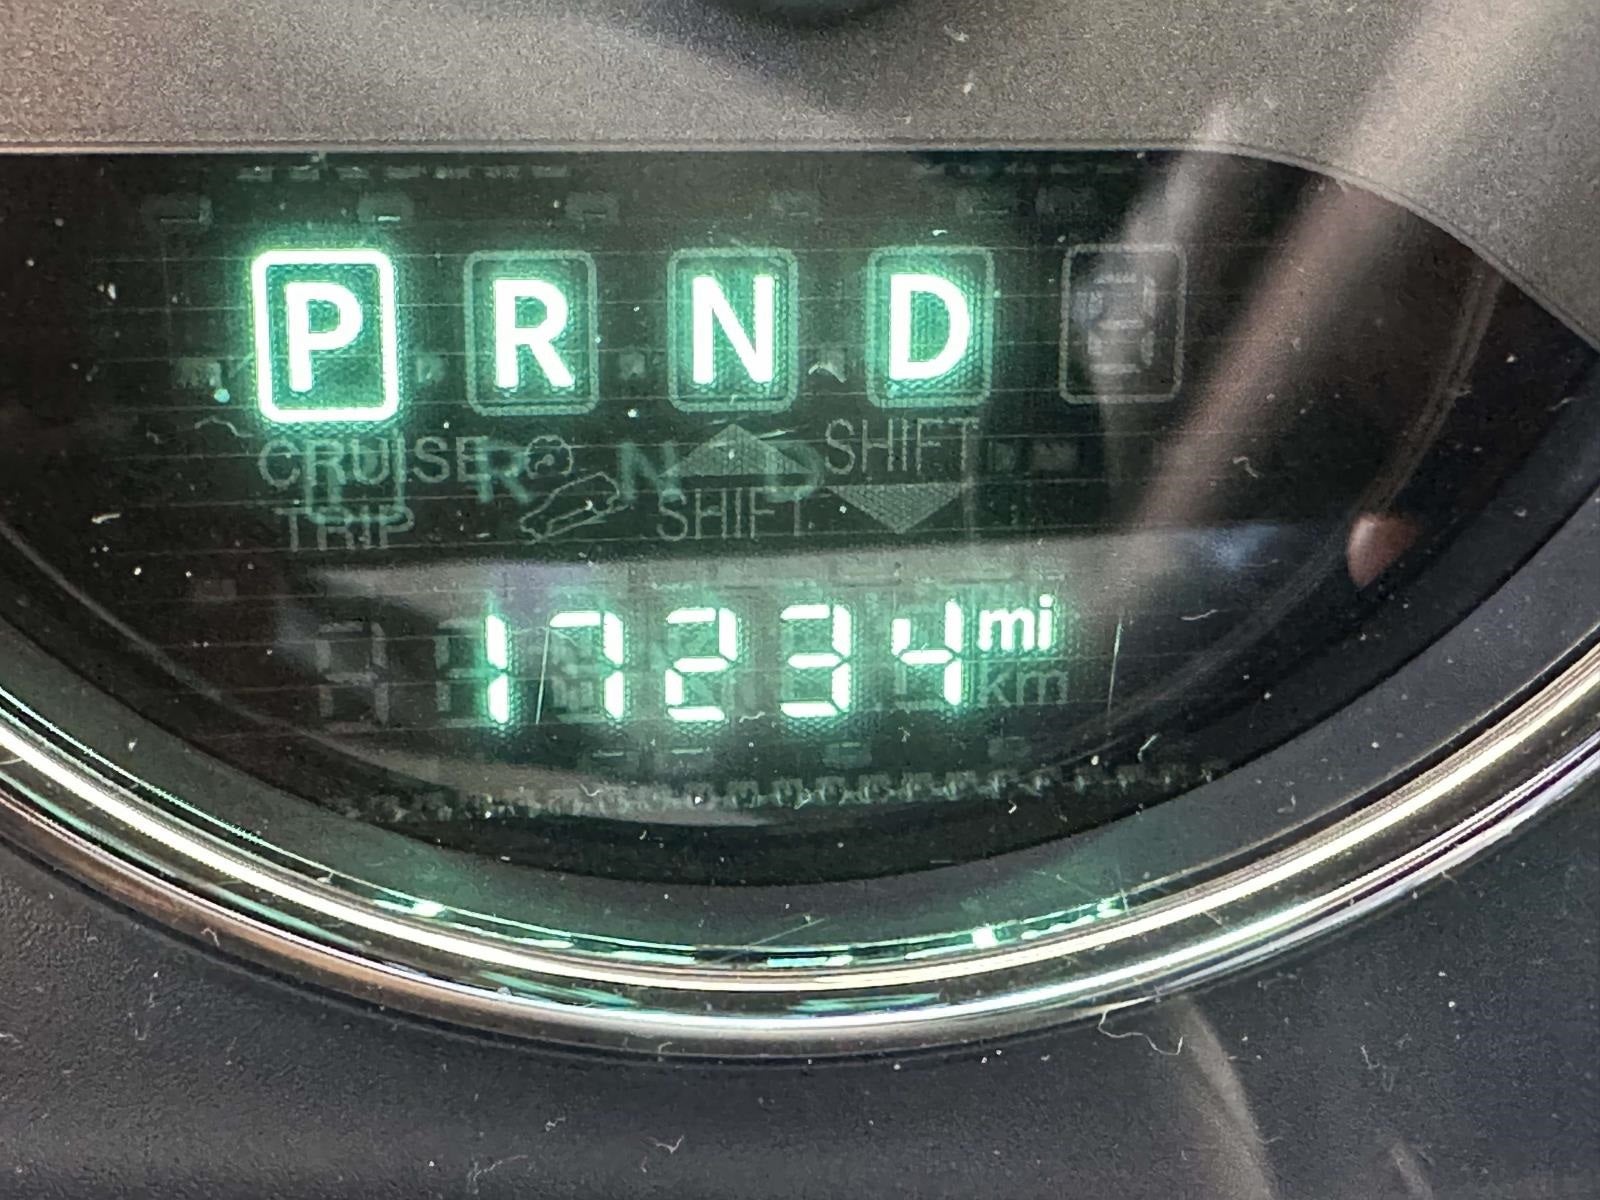 P R N D
CRUISE SHIFT
TRIP SHIFT
17234 mi
km